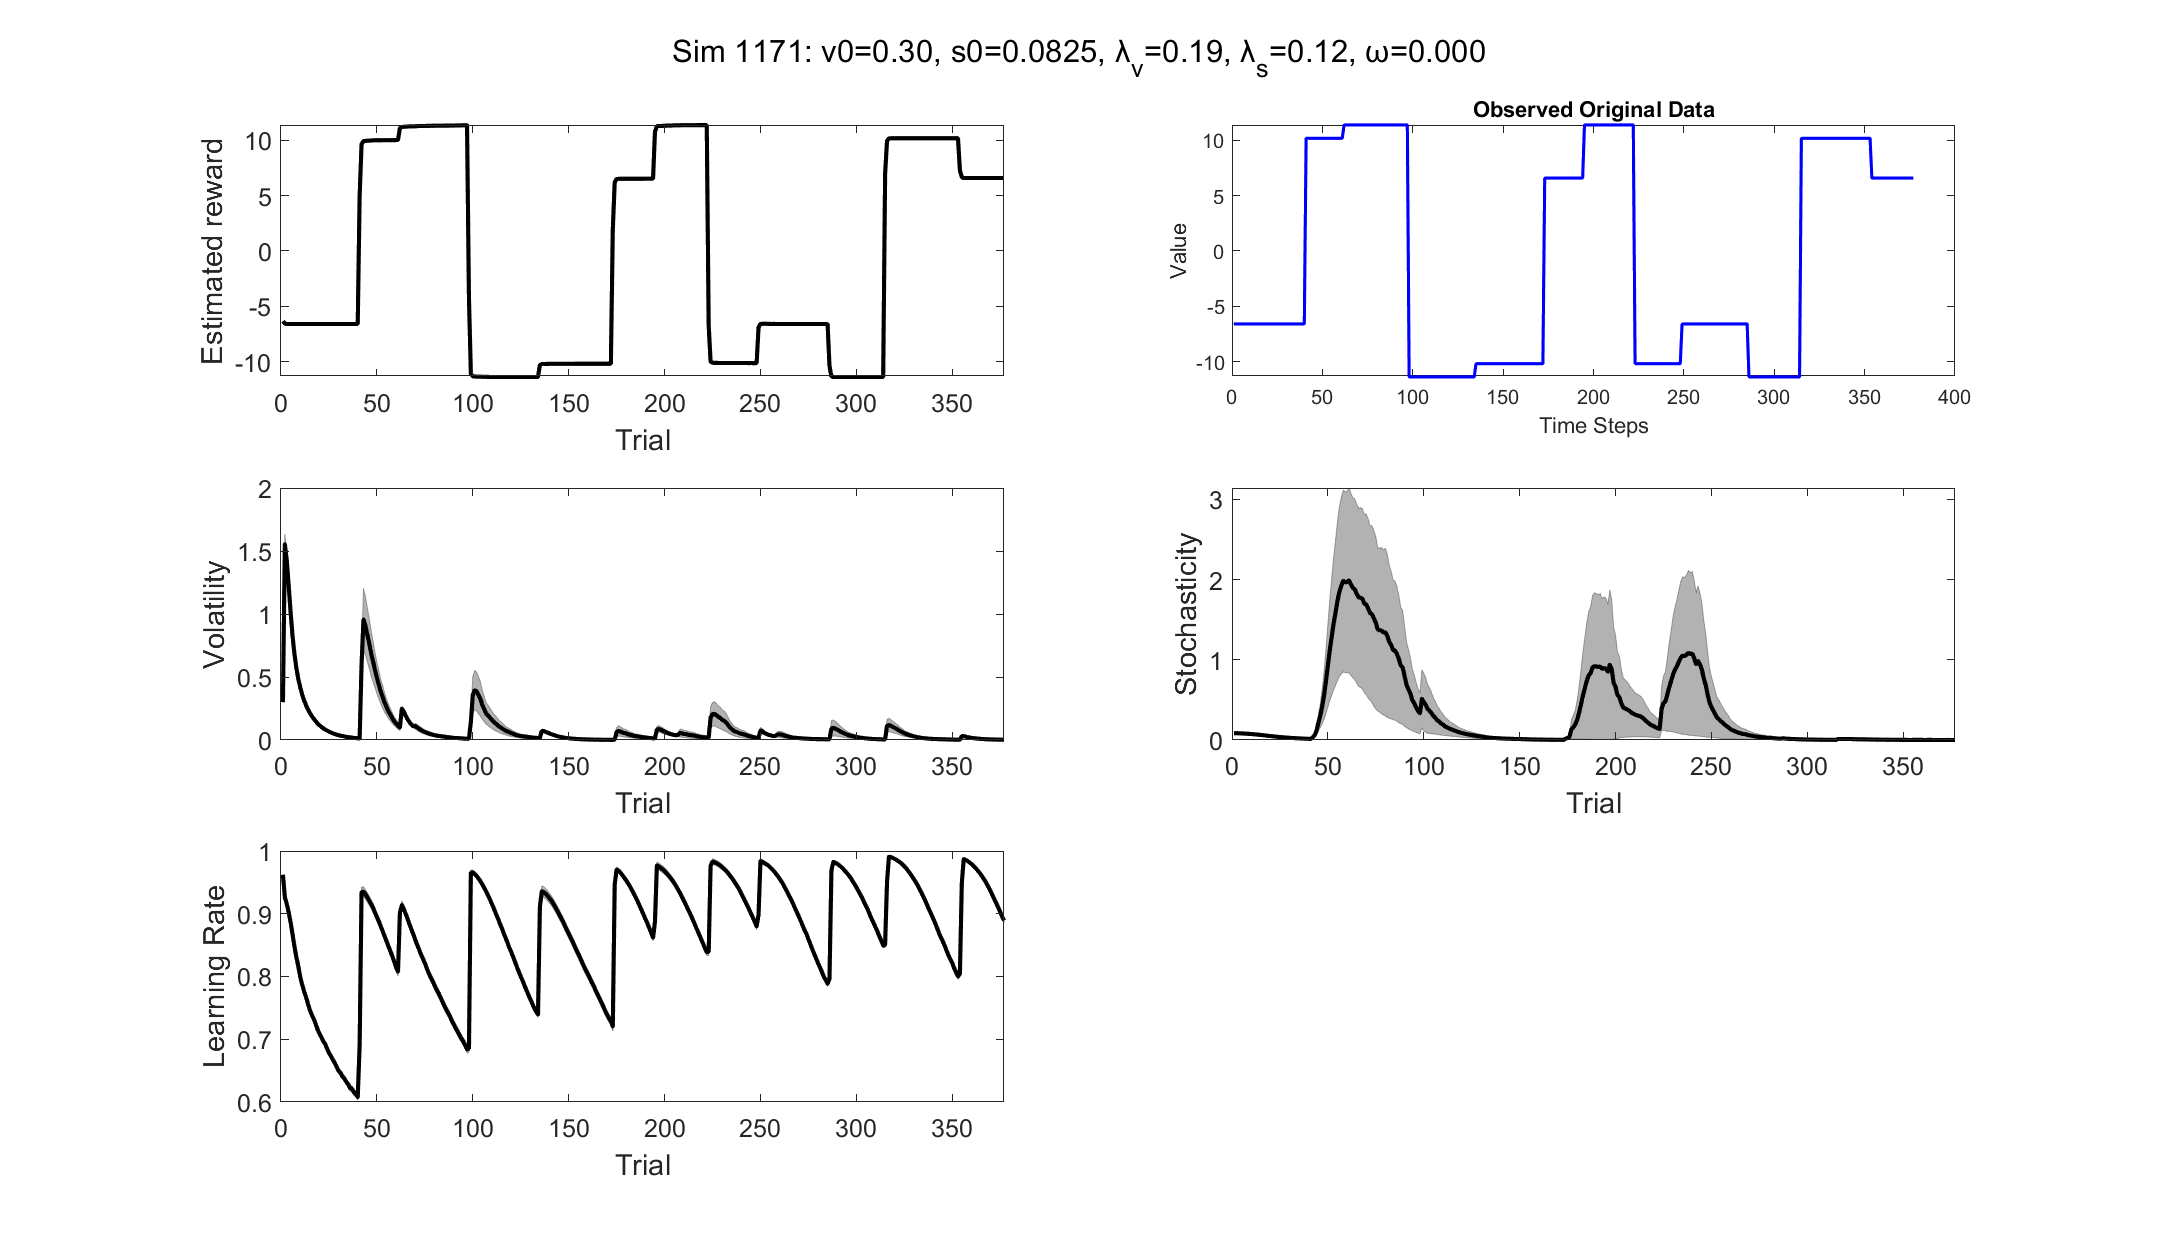 Sim 1171: v0=0.30, s0=0.0825, λv=0.19, λs=0.12, ω=0.000
Estimated reward
10
5
0
-5
-10
0 50 100 150 200 250 300 350
Trial
Observed Original Data
Value
10
5
0
-5
-10
0 50 100 150 200 250 300 350 400
Time Steps
Volatility
2
1.5
1
0.5
0
0 50 100 150 200 250 300 350
Trial
Stochasticity
3
2
1
0
0 50 100 150 200 250 300 350
Trial
Learning Rate
1
0.9
0.8
0.7
0.6
0 50 100 150 200 250 300 350
Trial